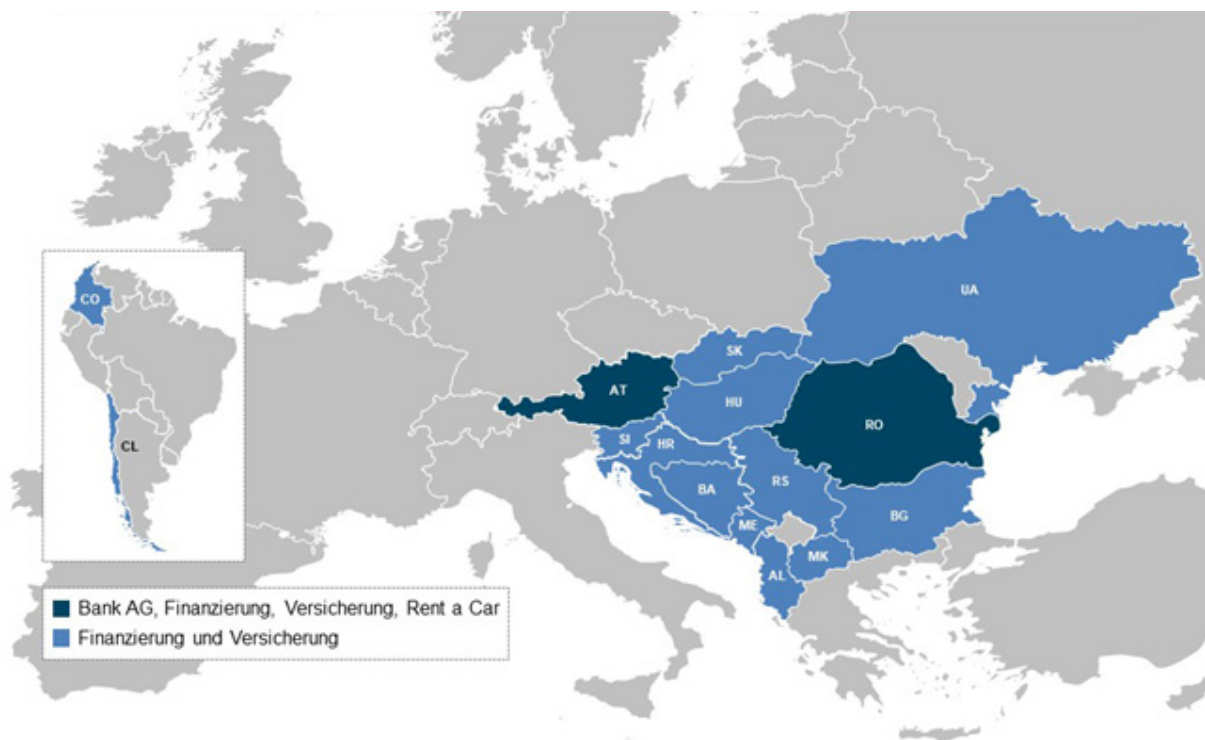 UA
CO
SK
AT
HU
CL
RO
SI
HR
BA
RS
BG
ME
MK
AL
Bank AG, Finanzierung, Versicherung, Rent a Car
Finanzierung und Versicherung